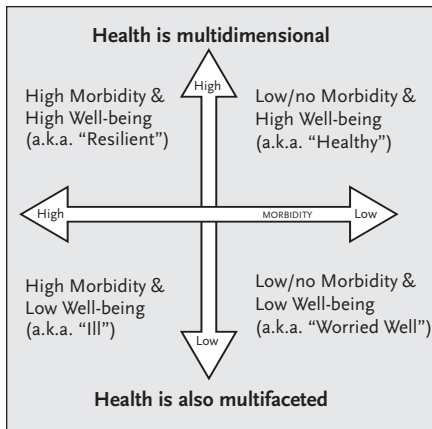 Health is multidimensional
High
High Morbidity &
High Well-being
(a.k.a. “Resilient”)
Low/no Morbidity &
High Well-being
(a.k.a. “Healthy”)
High
MORBIDITY
Low
High Morbidity &
Low Well-being
(a.k.a. “Ill”)
Low/no Morbidity &
Low Well-being
(a.k.a. “Worried Well”)
Low
Health is also multifaceted